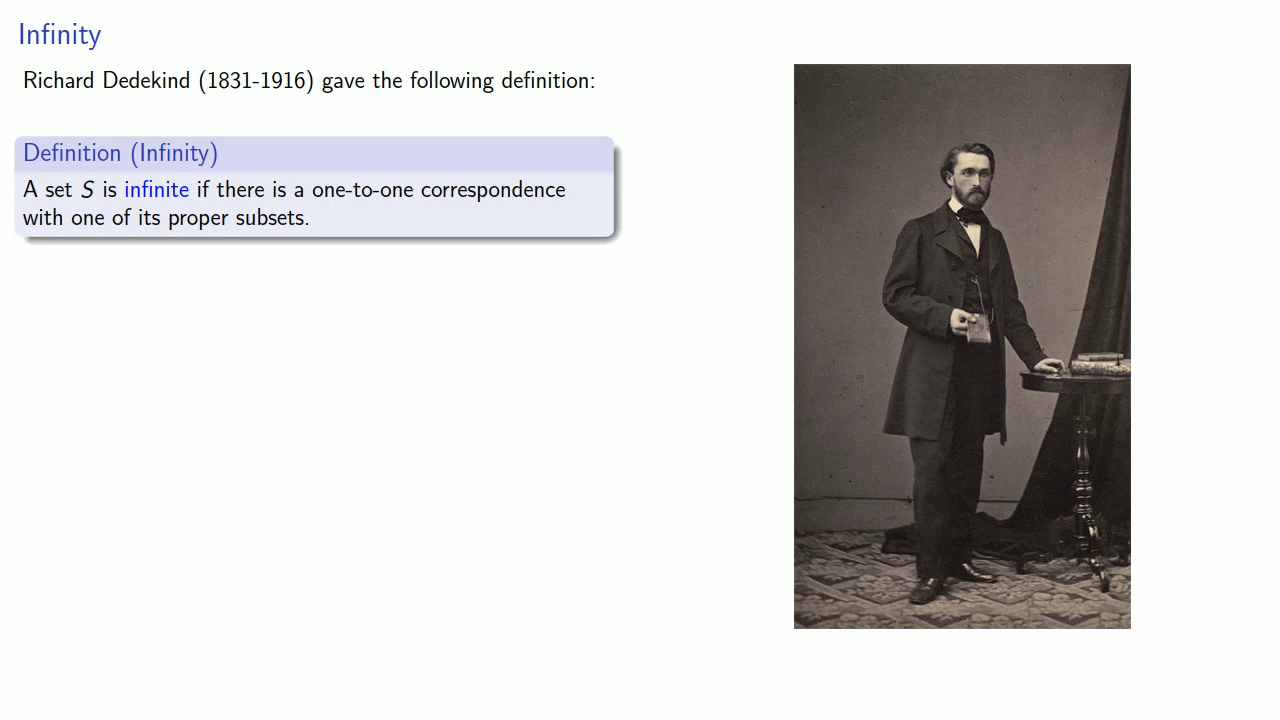 Infinity
Richard Dedekind (1831-1916) gave the following definition:
Definition (Infinity)
A set S is infinite if there is a one-to-one correspondence
with one of its proper subsets.